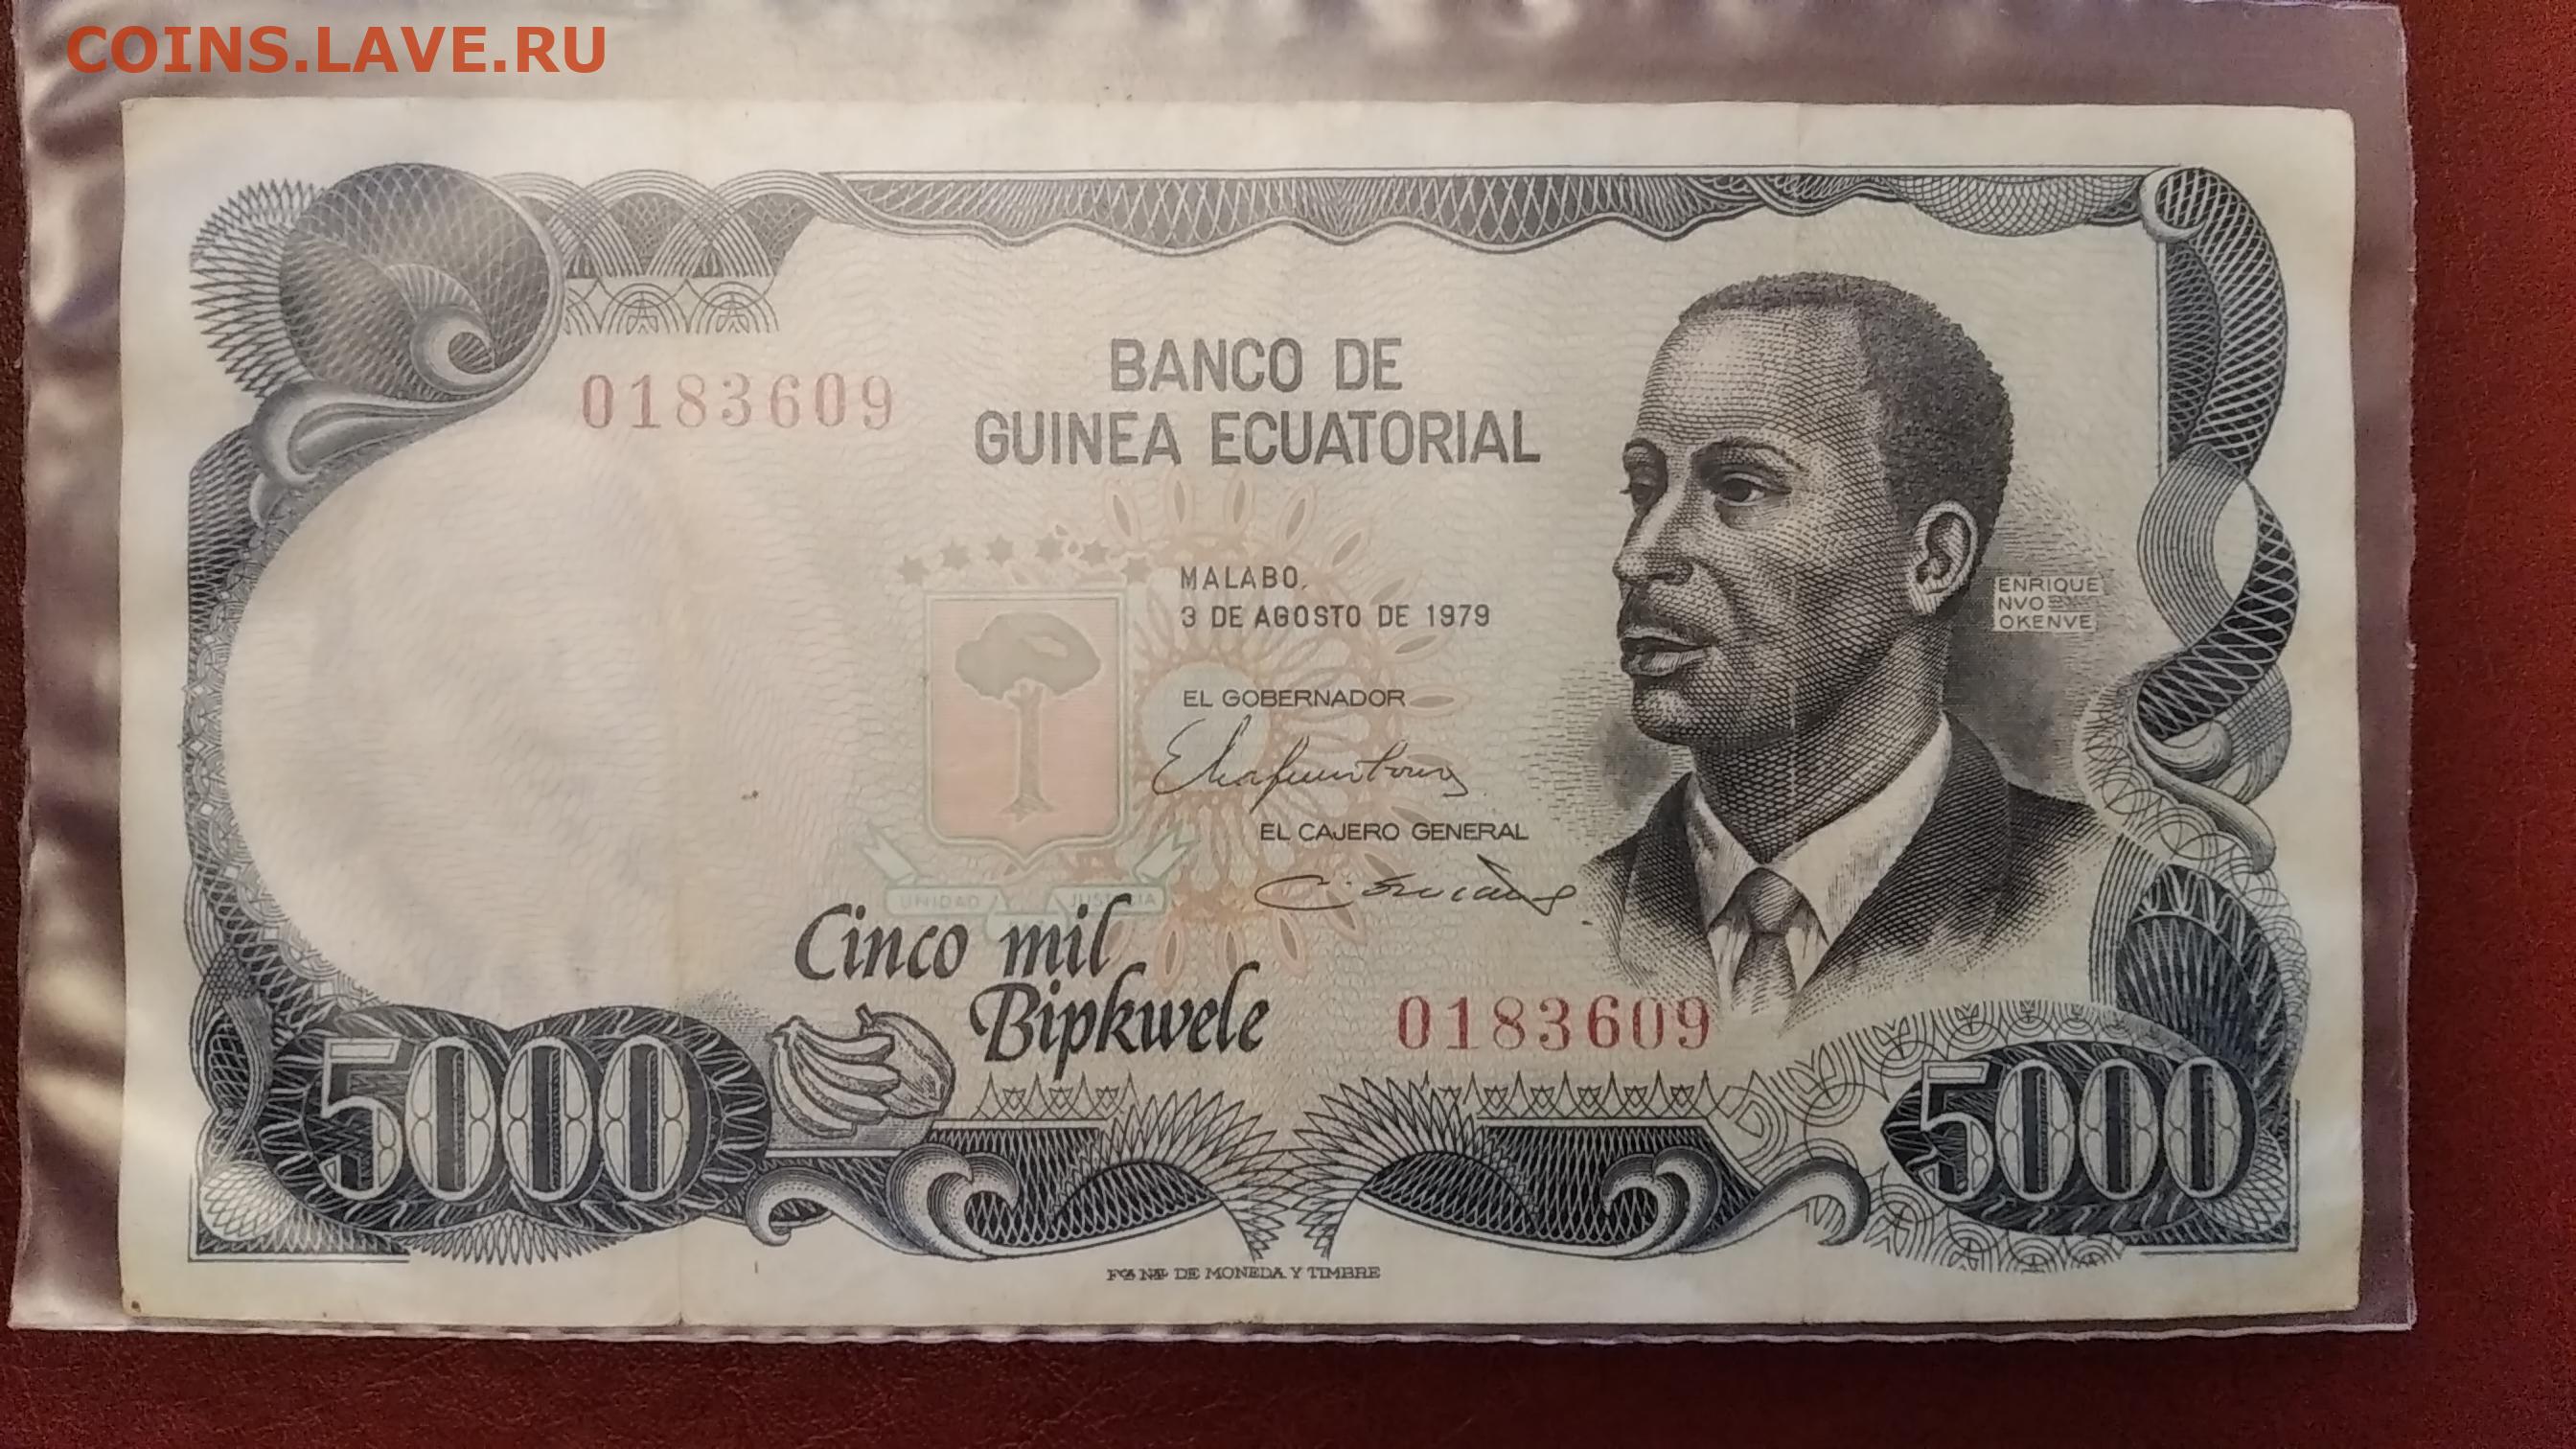 COINS.LAVE.RU
0183609
BANCO DE
GUINEA ECUATORIAL
MALABO,
3 DE AGOSTO DE 1979
ENRIQUE
NVO
OKENVE
EL GOBERNADOR
EL CAJERO GENERAL
UNIDAD JUSTICIA
Cinco mil
Bipkwele
0183609
5000
5000
DE MONEDA Y TIMBRE